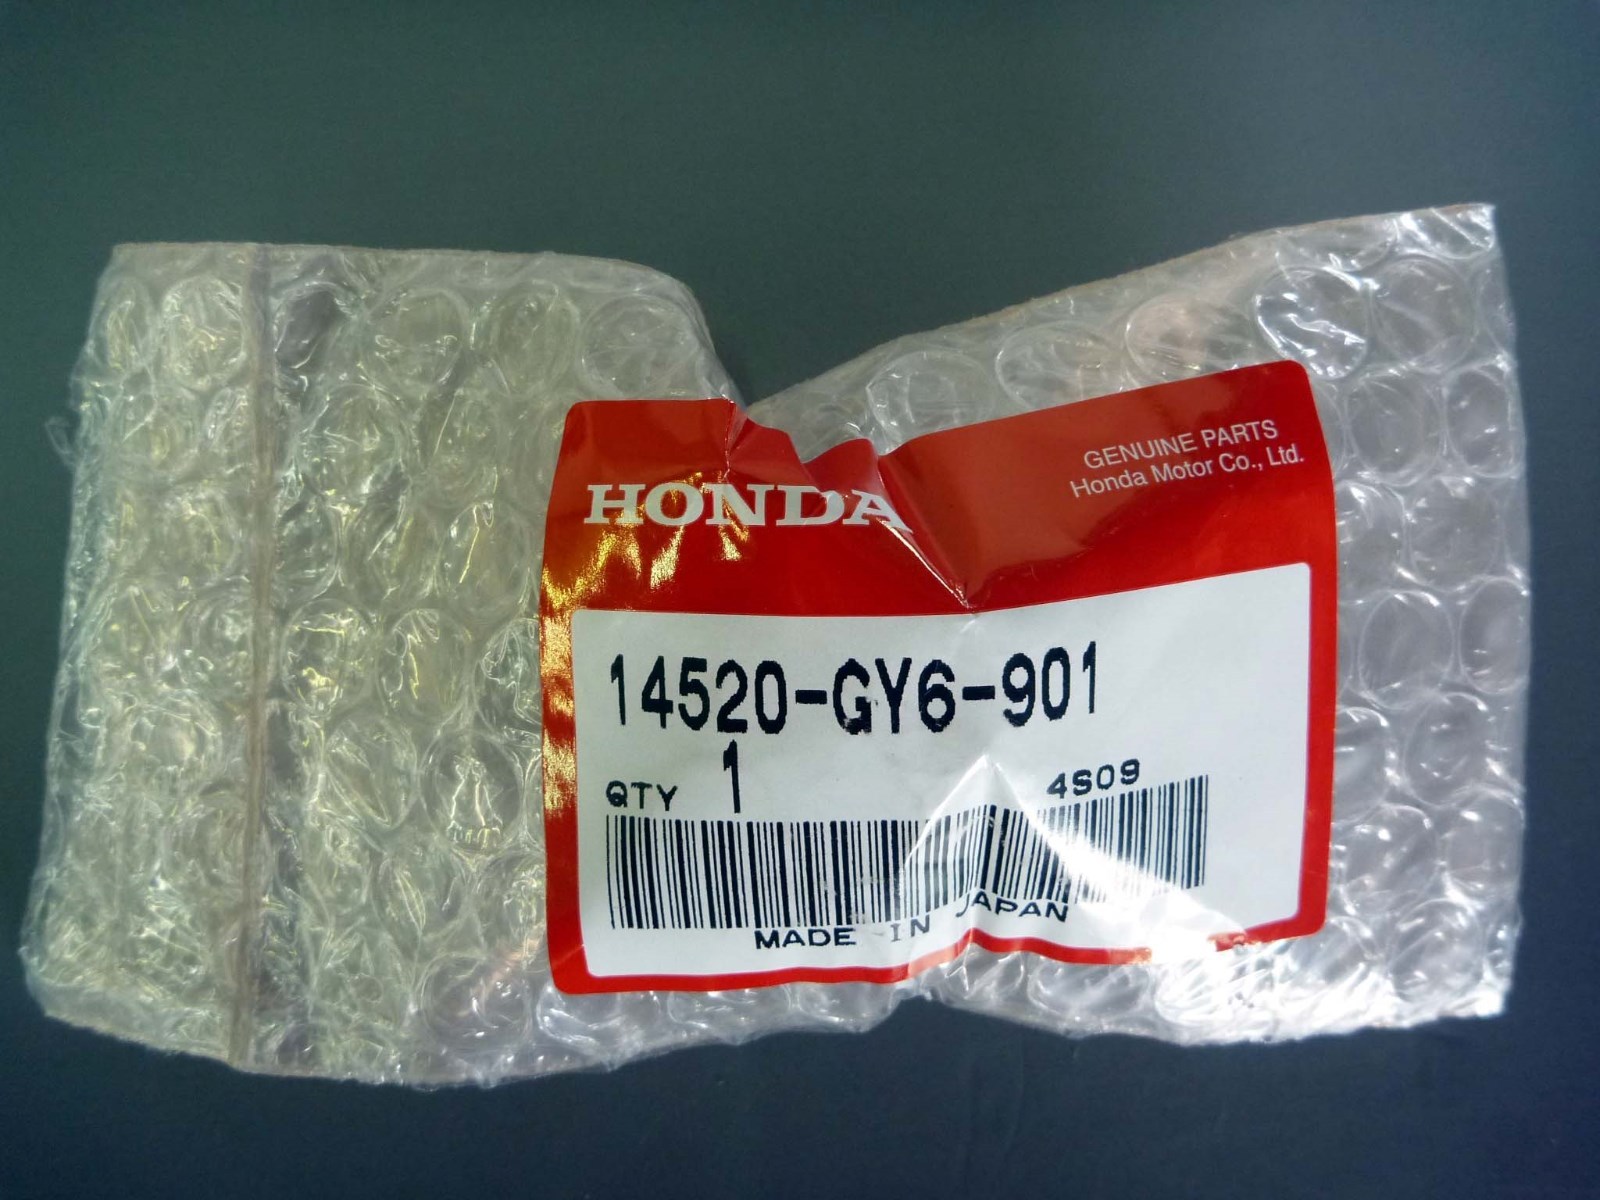 HONDA
GENUINE PARTS
Honda Motor Co., Ltd.
14520-GY6-901
QTY 1
4S09
MADE IN JAPAN